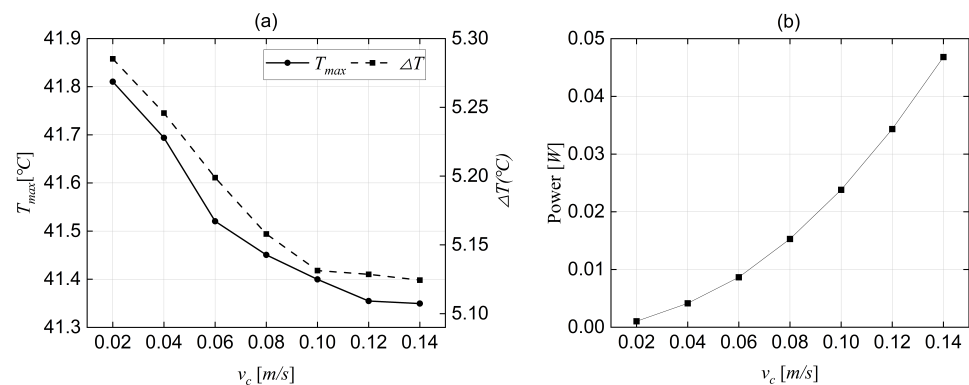 (a)
41.9
41.8
41.7
41.6
41.5
41.4
41.3
T_max[°C]
T_max
ΔT
5.30
5.25
5.20
5.15
5.10
ΔT(°C)
0.02 0.04 0.06 0.08 0.10 0.12 0.14
v_c [m/s]
(b)
0.05
0.04
0.03
0.02
0.01
0.00
Power [W]
0.02 0.04 0.06 0.08 0.10 0.12 0.14
v_c [m/s]